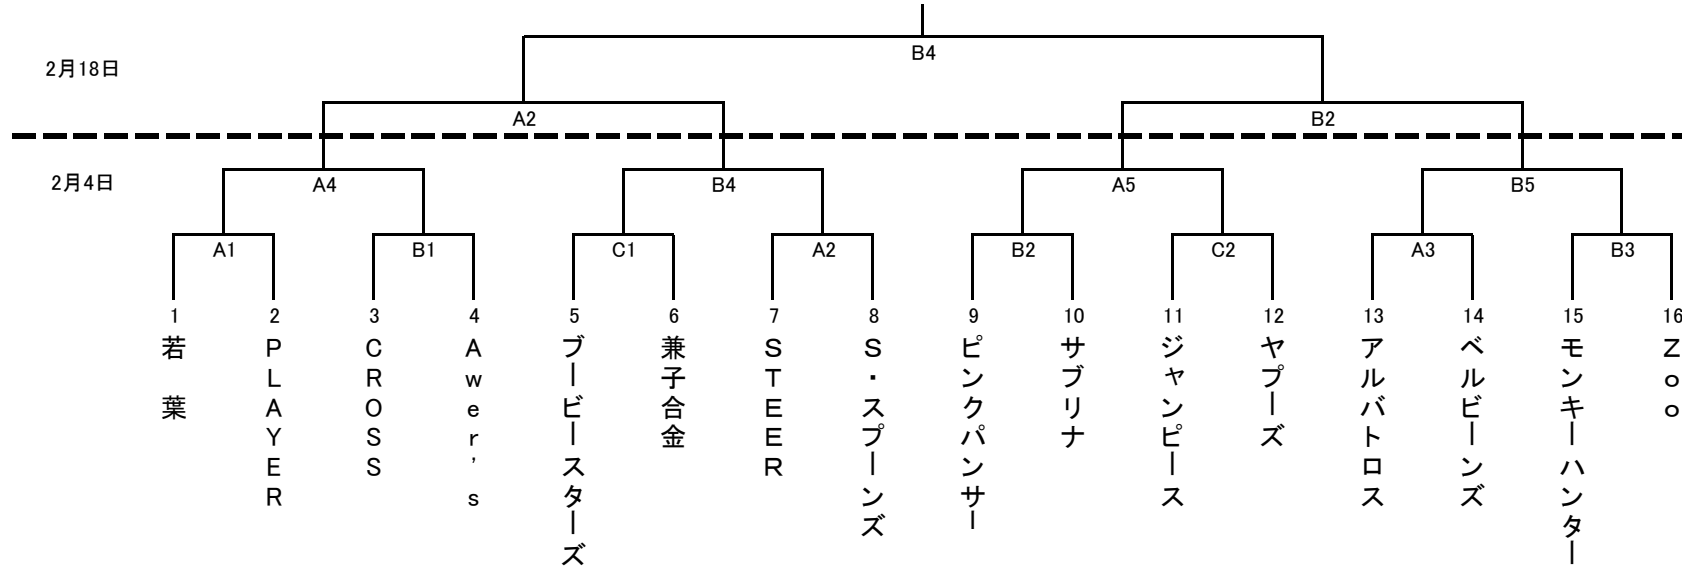 B4
2月18日
A2 B2
2月4日
A4 B4 A5 B5
A1 B1 C1 A2 B2 C2 A3 B3
1 2 3 4 5 6 7 8 9 10 11 12 13 14 15 16
若葉
PLAYER
CROSS
Awer's
ブービースターズ
兼子合金
STEER
S・スプーンズ
ピンクパンサー
サブリナ
ジャンピース
ヤプーズ
アルバトロス
ベルビーンズ
モンキーハンター
Zoo